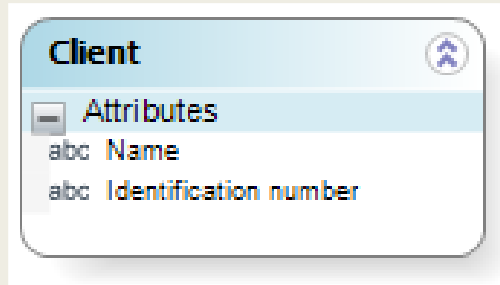 Client
Attributes
abc Name
abc Identification number